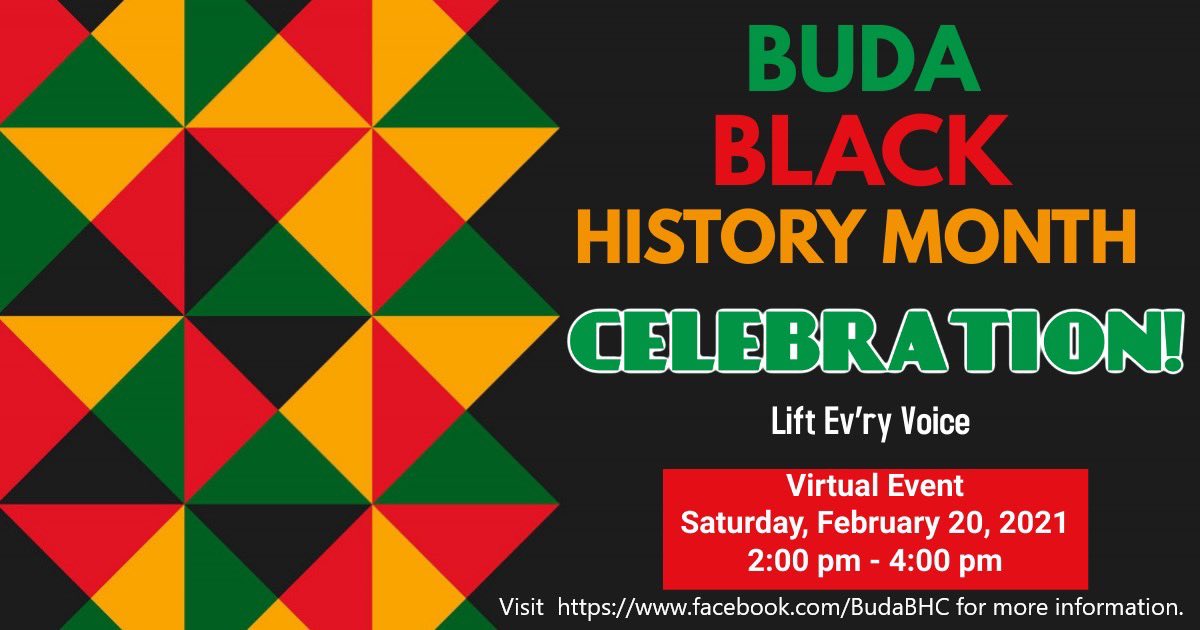 BUDA
BLACK
HISTORY MONTH
CELEBRATION!
Lift Ev'ry Voice
Virtual Event
Saturday, February 20, 2021
2:00 pm - 4:00 pm
Visit https://www.facebook.com/BudaBHC for more information.